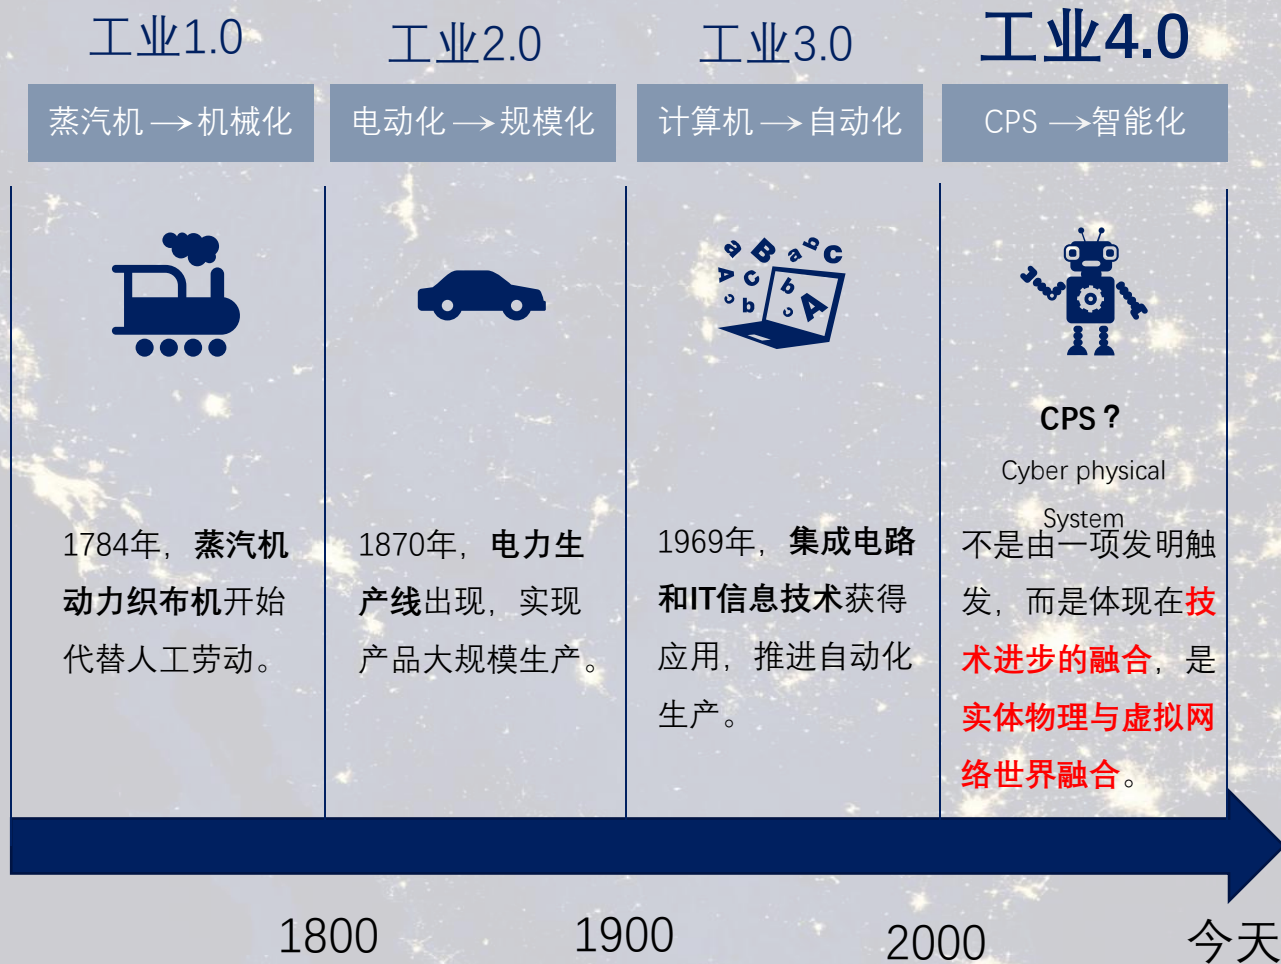 工业1.0
工业2.0
工业3.0
工业4.0
蒸汽机→机械化
电动化→规模化
计算机→自动化
CPS →智能化
1784年，蒸汽机
动力织布机开始
代替人工劳动。
1870年，电力生
产线出现，实现
产品大规模生产。
a B a b C
A C b A
c b c
1969年，集成电路
和IT信息技术获得
应用，推进自动化
生产。
CPS？
Cyber physical
System
不是由一项发明触
发，而是体现在技
术进步的融合，是
实体物理与虚拟网
络世界融合。
1800
1900
2000
今天